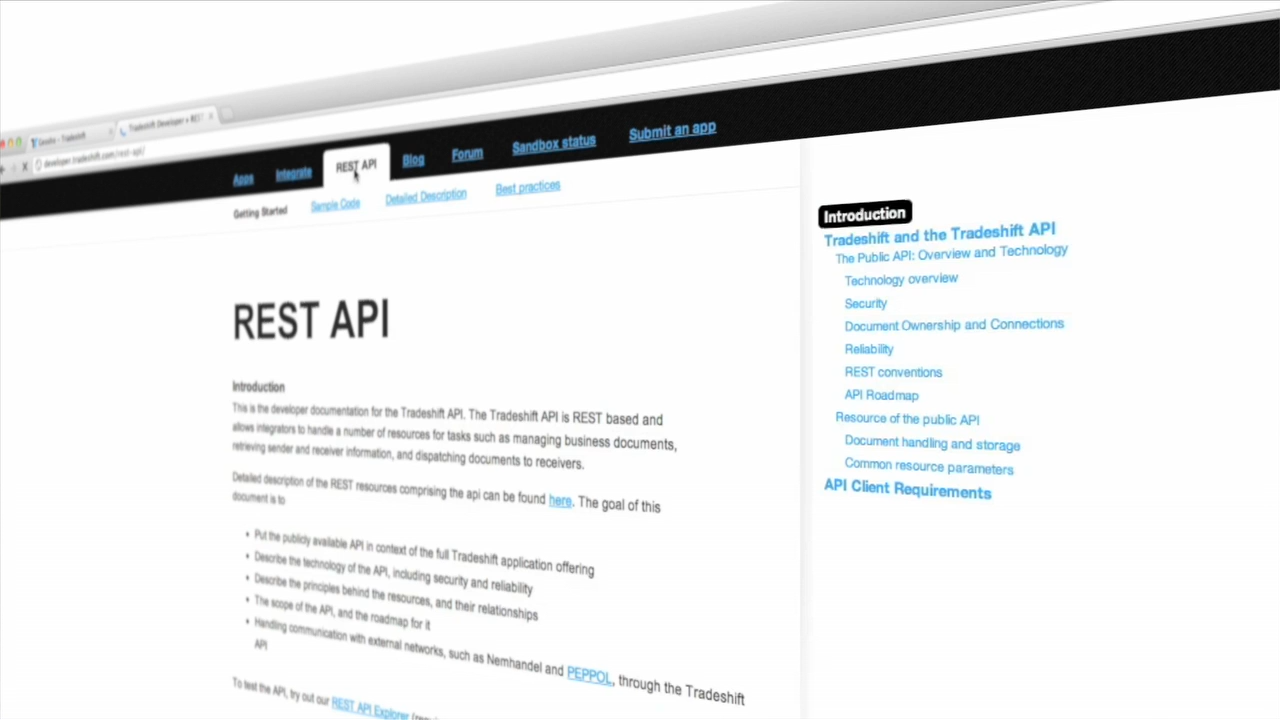 Tradeshift Developer » REST
developer.tradeshift.com/rest-api/
Apps Integrate REST API Blog Forum Sandbox status Submit an app
Getting Started Sample Code Detailed Description Best practices
REST API
Introduction
This is the developer documentation for the Tradeshift API. The Tradeshift API is REST based and
allows integrators to handle a number of resources for tasks such as managing business documents,
retrieving sender and receiver information, and dispatching documents to receivers.
Detailed description of the REST resources comprising the api can be found here. The goal of this
document is to
• Put the publicly available API in context of the full Tradeshift application offering
• Describe the technology of the API, including security and reliability
• Describe the principles behind the resources, and their relationships
• The scope of the API, and the roadmap for it
• Handling communication with external networks, such as Nemhandel and PEPPOL, through the Tradeshift
API
To test the API, try out our REST API Explorer
Introduction
Tradeshift and the Tradeshift API
The Public API: Overview and Technology
Technology overview
Security
Document Ownership and Connections
Reliability
REST conventions
API Roadmap
Resource of the public API
Document handling and storage
Common resource parameters
API Client Requirements